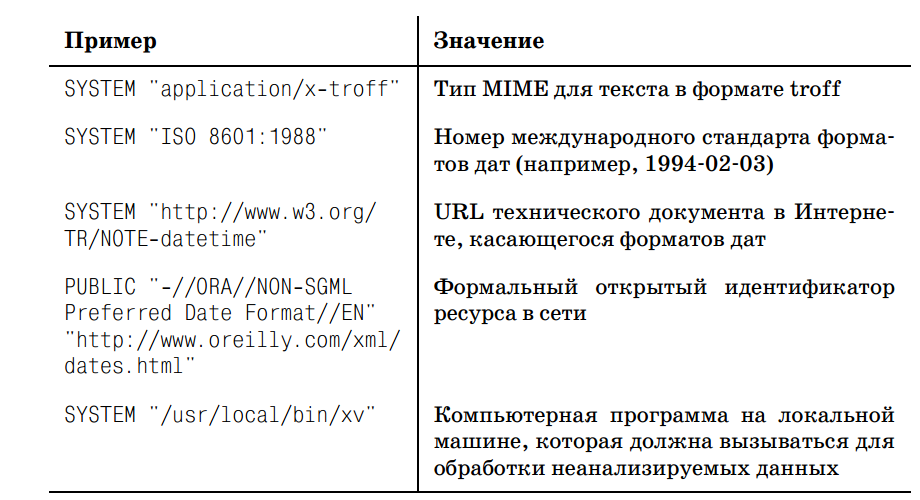 Пример
Значение
SYSTEM "application/x-troff"
Тип MIME для текста в формате troff
SYSTEM "ISO 8601:1988"
Номер международного стандарта форма-
тов дат (например, 1994-02-03)
SYSTEM "http://www.w3.org/
TR/NOTE-datetime"
URL технического документа в Интерне-
те, касающегося форматов дат
PUBLIC "-//ORA//NON-SGML
Preferred Date Format//EN"
"http://www.oreilly.com/xml/
dates.html"
Формальный открытый идентификатор
ресурса в сети
SYSTEM "/usr/local/bin/xv"
Компьютерная программа на локальной
машине, которая должна вызываться для
обработки неанализируемых данных